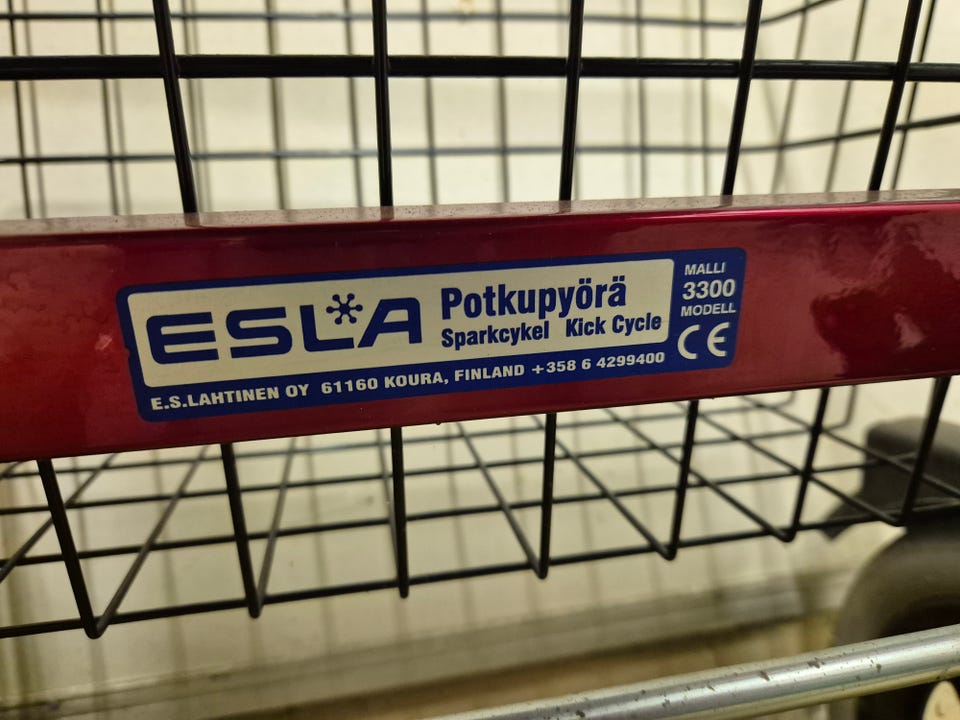 ESLA
Potkupyörä
Sparkcykel Kick Cycle
E.S.LAHTINEN OY 61160 KOURA, FINLAND +358 6 4299400
MALLI
3300
MODELL
CE